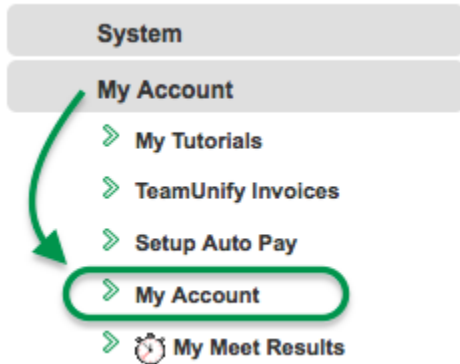 System
My Account
My Tutorials
TeamUnify Invoices
Setup Auto Pay
My Account
My Meet Results